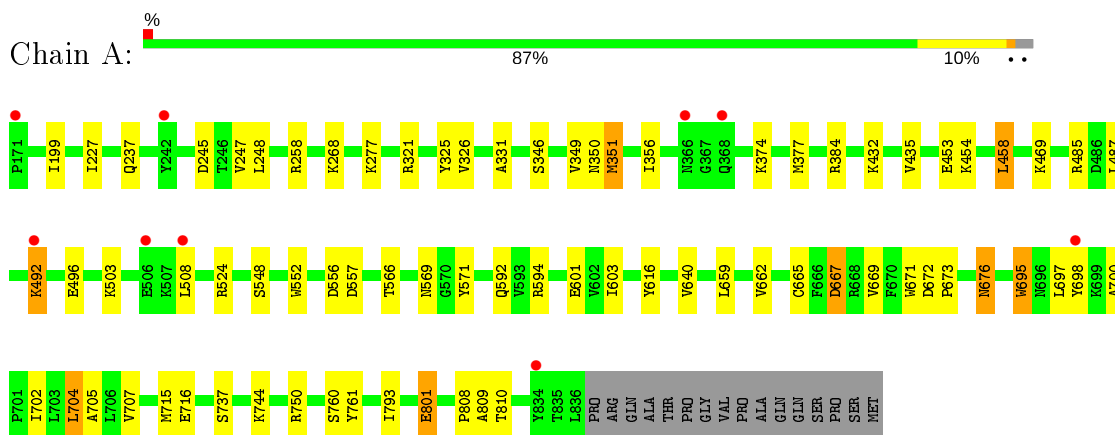 %
Chain A:
87% 10% • •
P171 I199 I227 Q237 Y242 D245 T246 V247 L248 R258 K268 K277 R321 Y325 V326 A331 S346 V349 N350 M351 I356 N366 G367 Q368 K374 M377 R384 K432 V435 E453 K454 L458 K469 R485 D486 L487
K492 E496 K503 E506 K507 L508 R524 S548 W552 D556 D557 T566 N569 G570 Y571 Q592 V593 R594 E601 V602 I603 Y616 V640 L659 V662 C665 F666 D667 R668 V669 F670 W671 D672 P673 N676 W695 N696 L697 Y698 K699 A700
P701 I702 L703 L704 A705 L706 V707 M715 E716 S737 K744 R750 S760 Y761 I793 E801 P808 A809 T810 Y834 T835 L836 PRO ARG GLN ALA THR PRO GLY VAL PRO ALA GLN GLN SER PRO SER MET